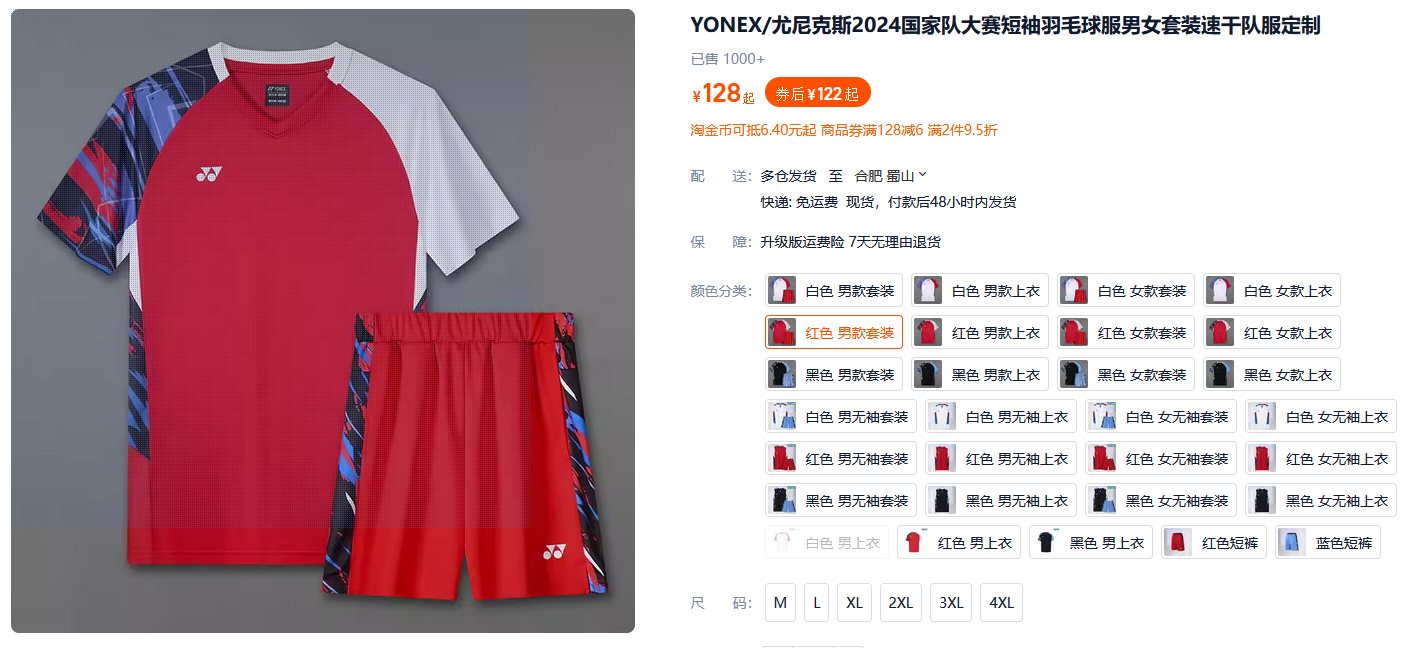 YONEX/尤尼克斯2024国家队大赛短袖羽毛球服男女套装速干队服定制
已售 1000+
¥128起 券后¥122起
淘金币可抵6.40元起 商品券满128减6 满2件9.5折
配 送: 多仓发货 至 合肥 蜀山
快递: 免运费 现货，付款后48小时内发货
保 障: 升级版运费险 7天无理由退货
颜色分类: 白色 男款套装 白色 男款上衣 白色 女款套装 白色 女款上衣
红色 男款套装 红色 男款上衣 红色 女款套装 红色 女款上衣
黑色 男款套装 黑色 男款上衣 黑色 女款套装 黑色 女款上衣
白色 男无袖套装 白色 男无袖上衣 白色 女无袖套装 白色 女无袖上衣
红色 男无袖套装 红色 男无袖上衣 红色 女无袖套装 红色 女无袖上衣
黑色 男无袖套装 黑色 男无袖上衣 黑色 女无袖套装 黑色 女无袖上衣
白色 男上衣 红色 男上衣 黑色 男上衣 红色短裤 蓝色短裤
尺 码: M L XL 2XL 3XL 4XL